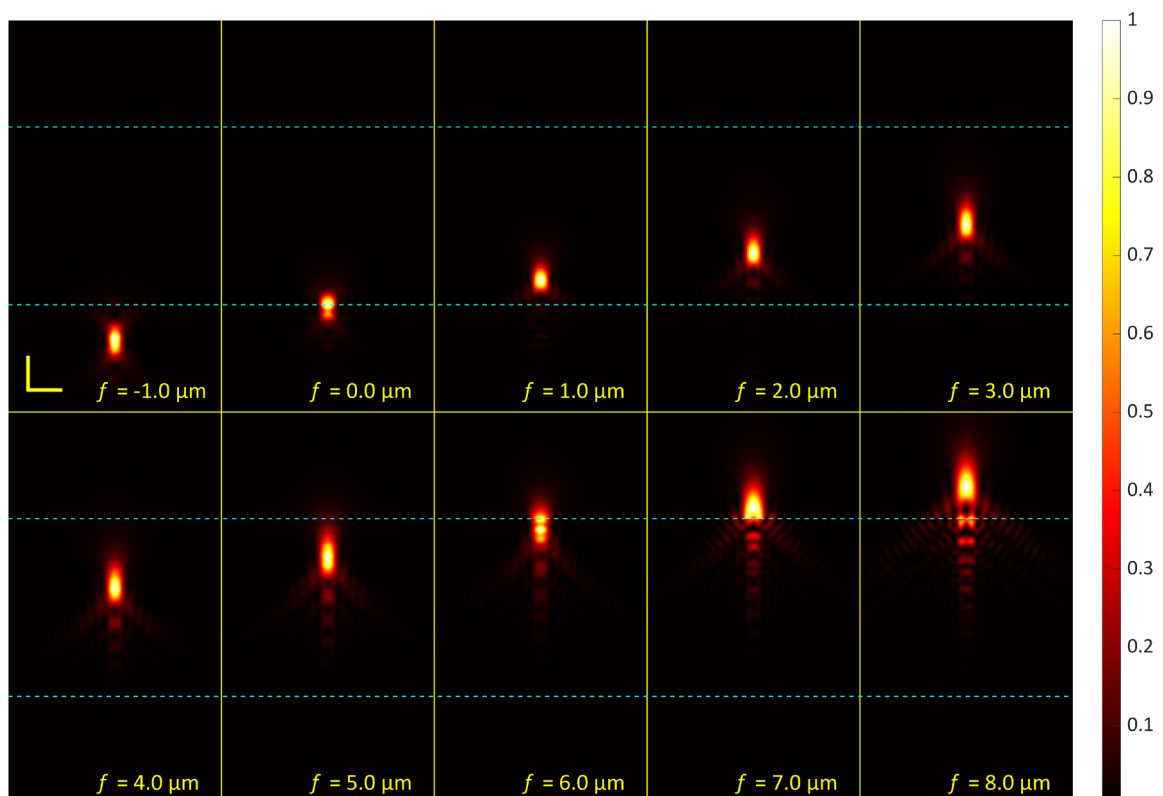 f = -1.0 µm
f = 0.0 µm
f = 1.0 µm
f = 2.0 µm
f = 3.0 µm
f = 4.0 µm
f = 5.0 µm
f = 6.0 µm
f = 7.0 µm
f = 8.0 µm
1
0.9
0.8
0.7
0.6
0.5
0.4
0.3
0.2
0.1